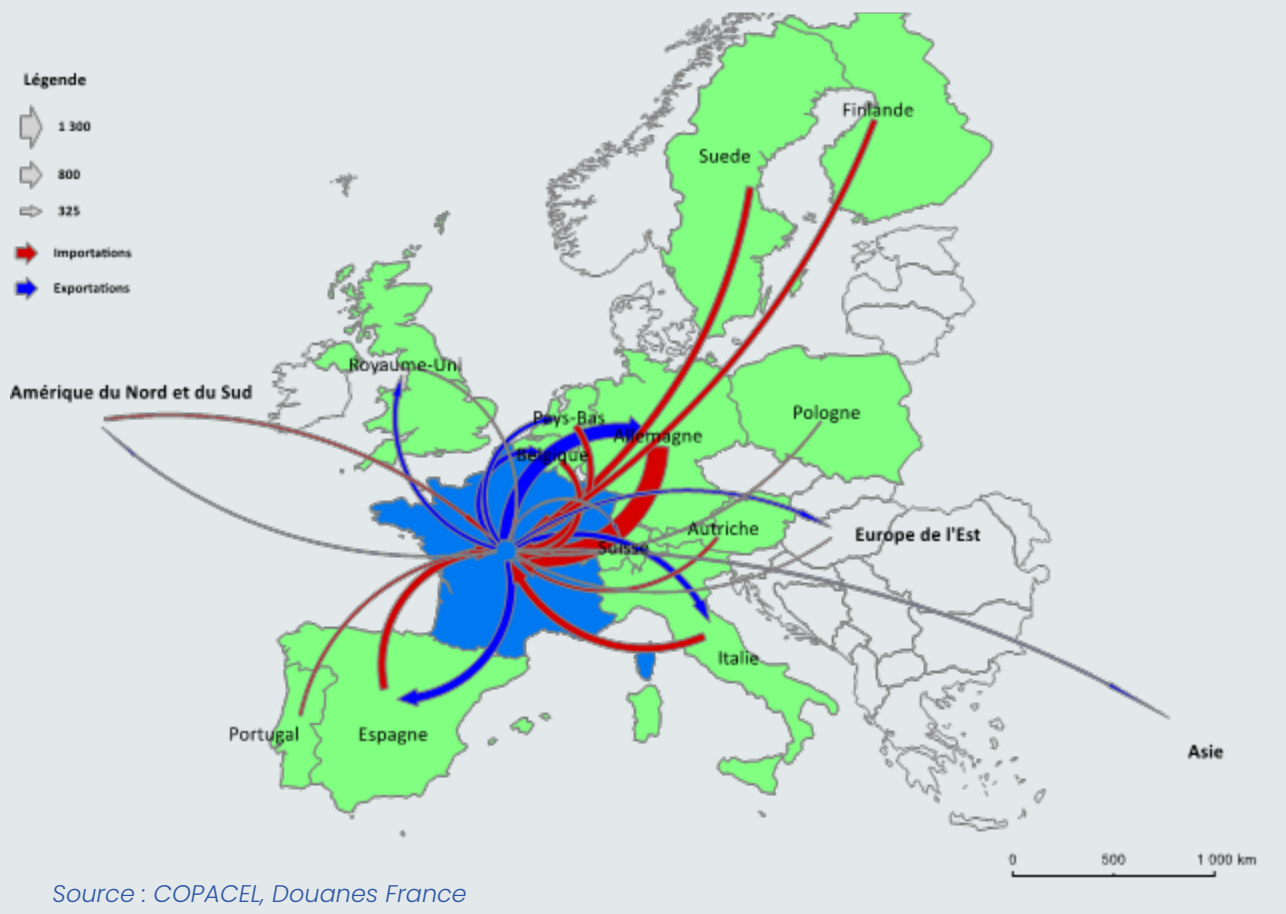 Légende
1 300
800
325
Importations
Exportations
Finlande
Suede
Royaume-Uni
Amérique du Nord et du Sud
Pays-Bas
Pologne
Allemagne
Belgique
Autriche
Europe de l'Est
Suisse
Italie
Portugal
Espagne
Asie
0 500 1 000 km
Source : COPACEL, Douanes France